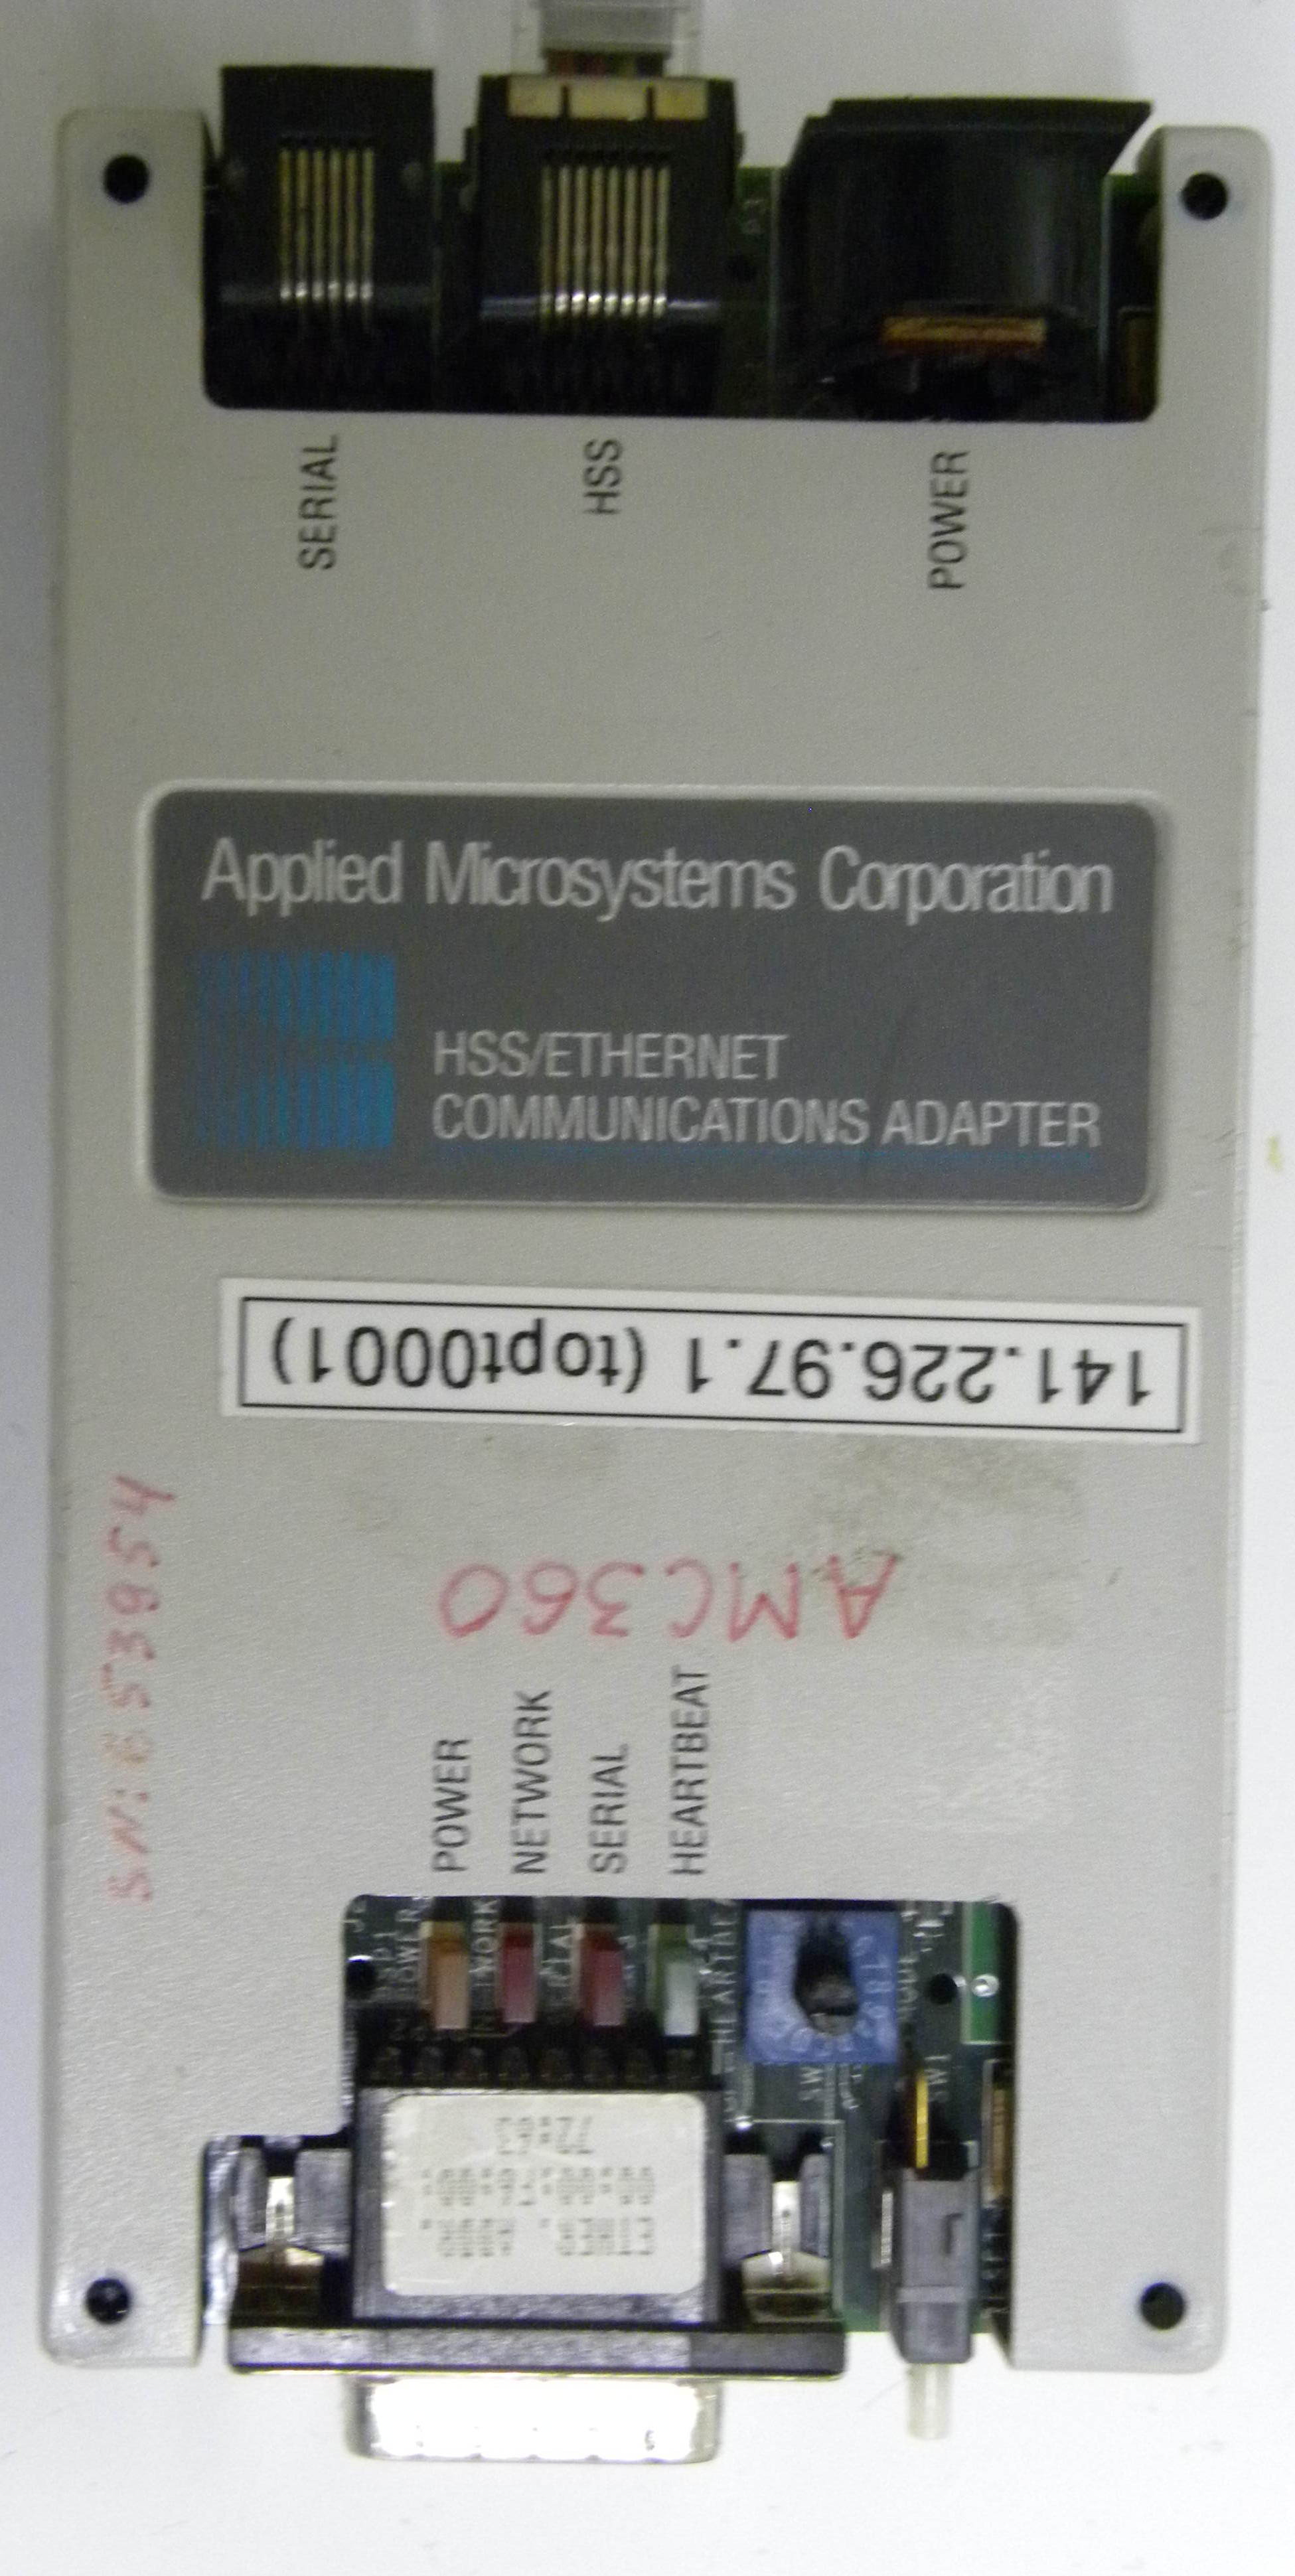 SERIAL
HSS
POWER
Applied Microsystems Corporation
HSS/ETHERNET
COMMUNICATIONS ADAPTER
141.226.97.1 (topt0001)
AMC360
POWER
NETWORK
SERIAL
HEARTBEAT
SW1